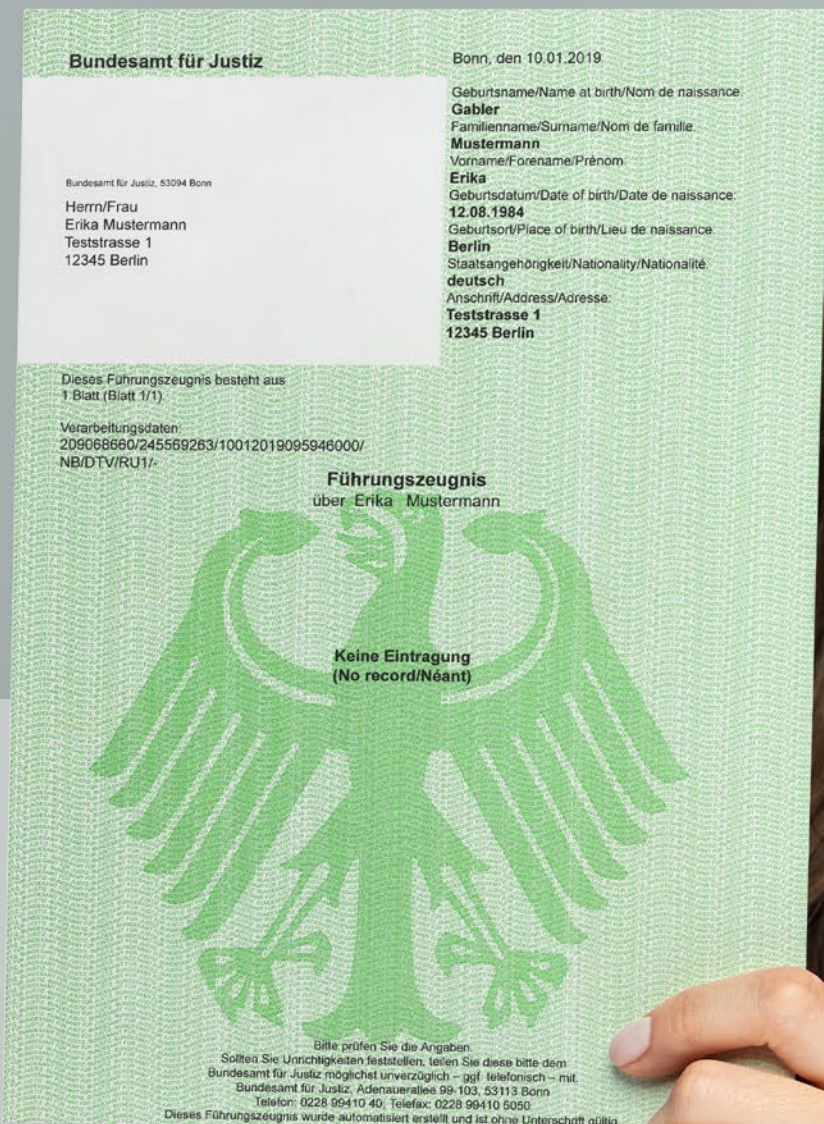 Bundesamt für Justiz
Bundesamt für Justiz, 53094 Bonn
Herrn/Frau
Erika Mustermann
Teststrasse 1
12345 Berlin
Bonn, den 10.01.2019
Geburtsname/Name at birth/Nom de naissance:
Gabler
Familienname/Surname/Nom de famille:
Mustermann
Vorname/Forename/Prénom:
Erika
Geburtsdatum/Date of birth/Date de naissance:
12.08.1984
Geburtsort/Place of birth/Lieu de naissance:
Berlin
Staatsangehörigkeit/Nationality/Nationalité:
deutsch
Anschrift/Address/Adresse:
Teststrasse 1
12345 Berlin
Dieses Führungszeugnis besteht aus
1 Blatt (Blatt 1/1).
Verarbeitungsdaten:
209068660/245569263/10012019095946000/
NB/DTV/RU1/-
Führungszeugnis
über Erika Mustermann
Keine Eintragung
(No record/Néant)
Bitte prüfen Sie die Angaben.
Sollten Sie Unrichtigkeiten feststellen, teilen Sie diese bitte dem
Bundesamt für Justiz möglichst unverzüglich – ggf. telefonisch – mit.
Bundesamt für Justiz, Adenauerallee 99-103, 53113 Bonn
Telefon: 0228 99410 40; Telefax: 0228 99410 5050
Dieses Führungszeugnis wurde automatisiert erstellt und ist ohne Unterschrift gültig